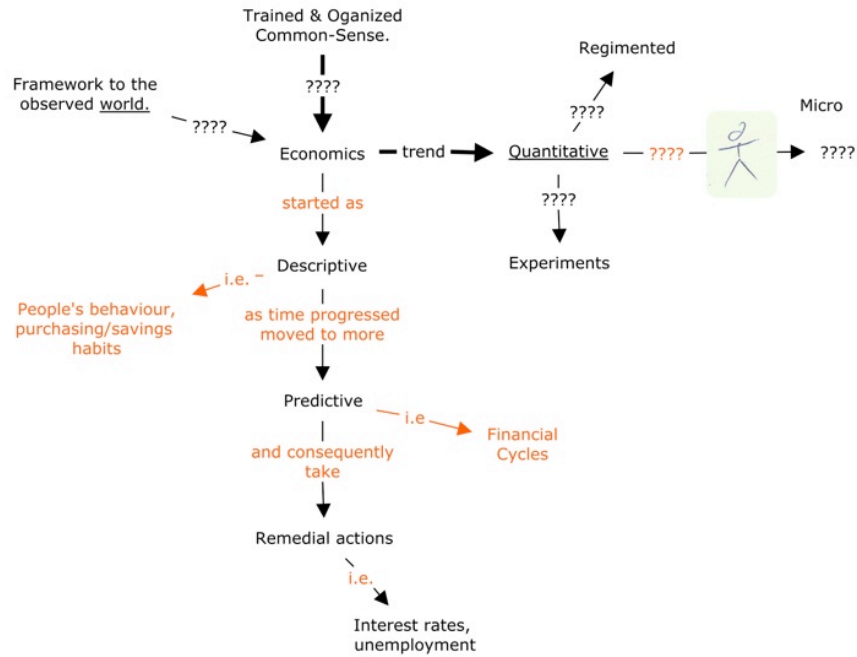 Trained & Oganized
Common-Sense.
Regimented
Framework to the
observed world.
????
????
Micro
????
Economics
trend
Quantitative
????
????
started as
????
Descriptive
Experiments
i.e. –
People's behaviour,
purchasing/savings
habits
as time progressed
moved to more
Predictive
i.e
Financial
Cycles
and consequently
take
Remedial actions
i.e.
Interest rates,
unemployment
????